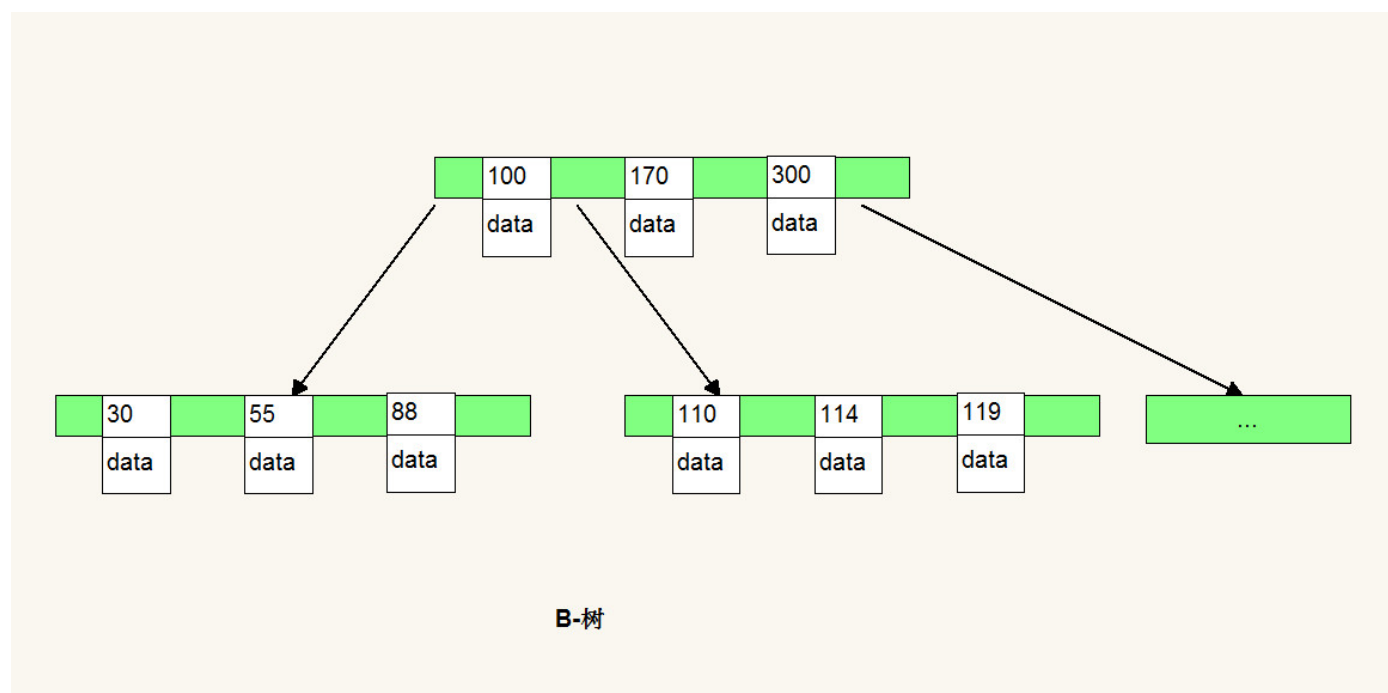 100 170 300
data data data
30 55 88 110 114 119 ...
data data data data data data
B-树